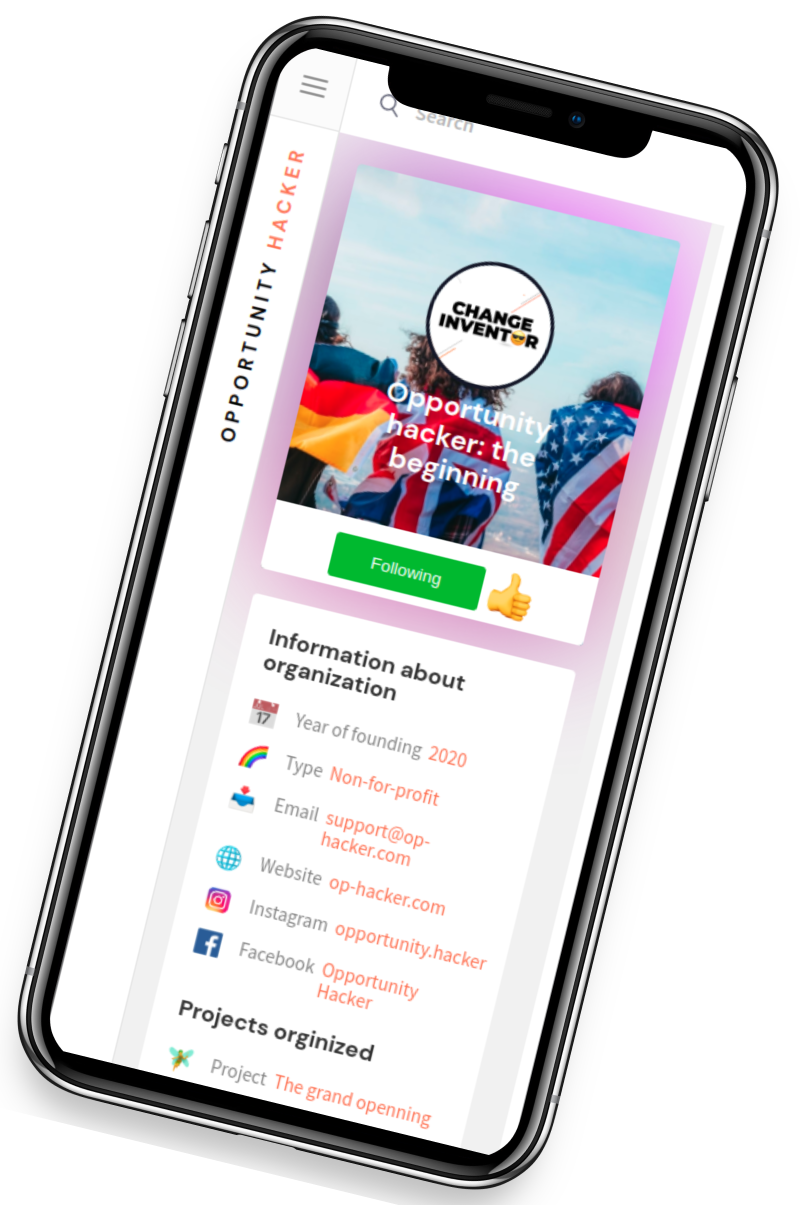 Search
OPPORTUNITY HACKER
CHANGE
INVENTOR
Opportunity
hacker: the
beginning
Following
Information about
organization
17
Year of founding 2020
Type Non-for-profit
Email support@op-
hacker.com
Website op-hacker.com
Instagram opportunity.hacker
Facebook Opportunity
Hacker
Projects orginized
Project The grand openning